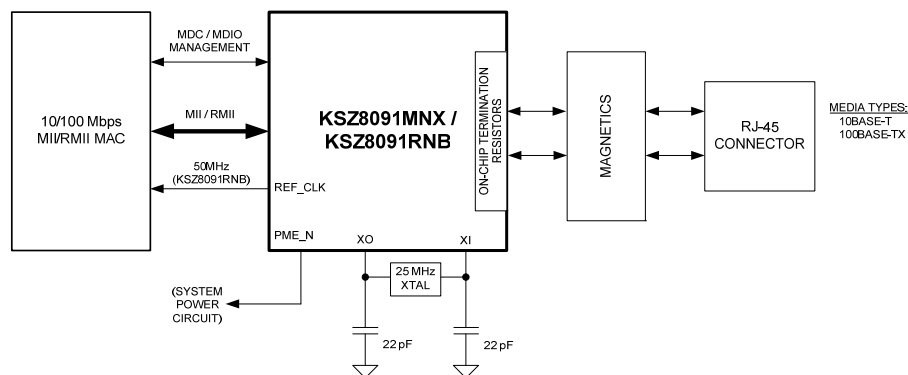 MDC / MDIO
MANAGEMENT
10/100 Mbps
MII/RMII MAC
MII / RMII
50MHz
(KSZ8091RNB)
REF_CLK
PME_N
XO
XI
KSZ8091MNX /
KSZ8091RNB
ON-CHIP TERMINATION
RESISTORS
MAGNETICS
RJ-45
CONNECTOR
MEDIA TYPES:
10BASE-T
100BASE-TX
25 MHz
XTAL
(SYSTEM
POWER
CIRCUIT)
22 pF
22 pF